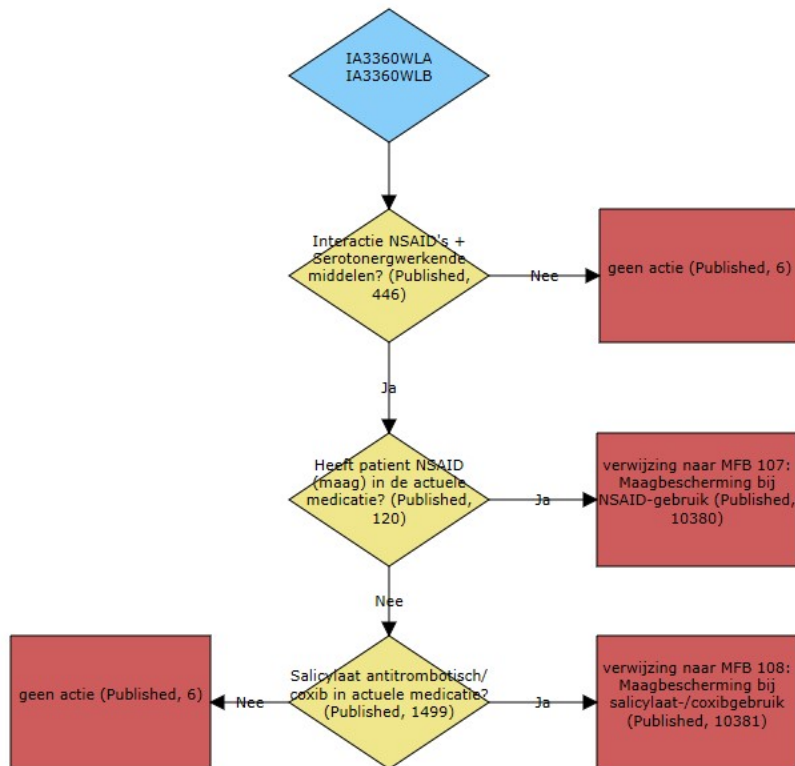 IA3360WLA
IA3360WLB
Interactie NSAID's +
Serotonergwerkende
middelen? (Published,
446)
Nee
geen actie (Published, 6)
Ja
Heeft patient NSAID
(maag) in de actuele
medicatie? (Published,
120)
Ja
verwijzing naar MFB 107:
Maagbescherming bij
NSAID-gebruik (Published,
10380)
Nee
geen actie (Published, 6)
Nee
Salicylaat antitrombotisch/
coxib in actuele medicatie?
(Published, 1499)
Ja
verwijzing naar MFB 108:
Maagbescherming bij
salicylaat-/coxibgebruik
(Published, 10381)